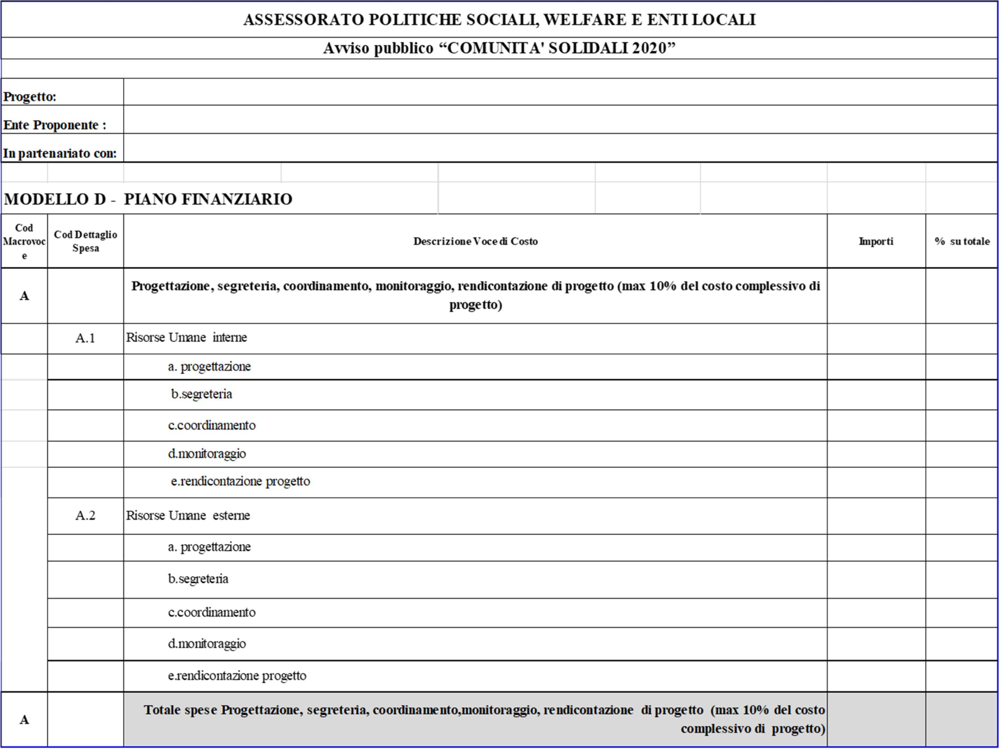 ASSESSORATO POLITICHE SOCIALI, WELFARE E ENTI LOCALI
Avviso pubblico “COMUNITA' SOLIDALI 2020”
Progetto:
Ente Proponente :
In partenariato con:
MODELLO D - PIANO FINANZIARIO
Cod
Macrovoc
e
Cod Dettaglio
Spesa
Descrizione Voce di Costo
Importi
% su totale
A
Progettazione, segreteria, coordinamento, monitoraggio, rendicontazione di progetto (max 10% del costo complessivo di
progetto)
A.1 Risorse Umane interne
a. progettazione
b.segreteria
c.coordinamento
d.monitoraggio
e.rendicontazione progetto
A.2 Risorse Umane esterne
a. progettazione
b.segreteria
c.coordinamento
d.monitoraggio
e.rendicontazione progetto
A
Totale spese Progettazione, segreteria, coordinamento,monitoraggio, rendicontazione di progetto (max 10% del costo
complessivo di progetto)